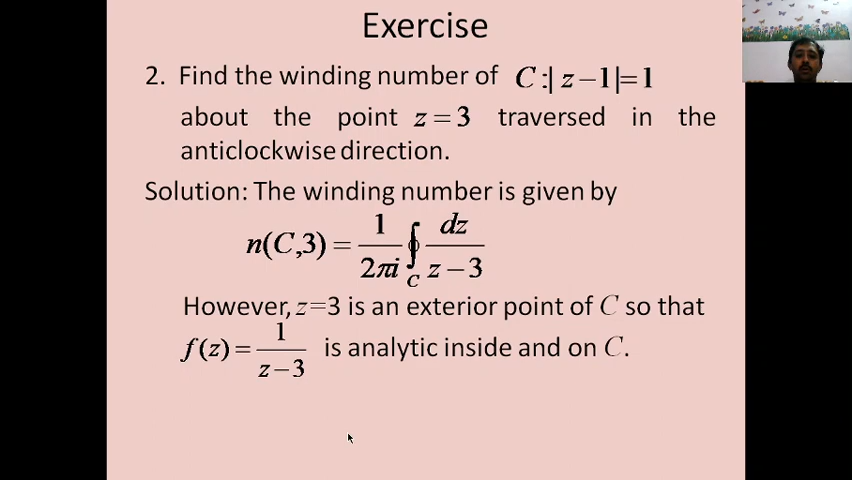 Exercise
2. Find the winding number of C:|z−1|=1
about the point z = 3 traversed in the
anticlockwise direction.
Solution: The winding number is given by
n(C,3) = 1/2πi ∮_C dz/z−3
However, z=3 is an exterior point of C so that
f(z) = 1/z−3 is analytic inside and on C.